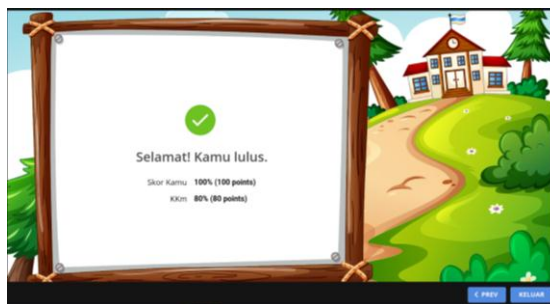 Selamat! Kamu lulus.
Skor Kamu 100% (100 points)
KKm 80% (80 points)
< PREV KELUAR